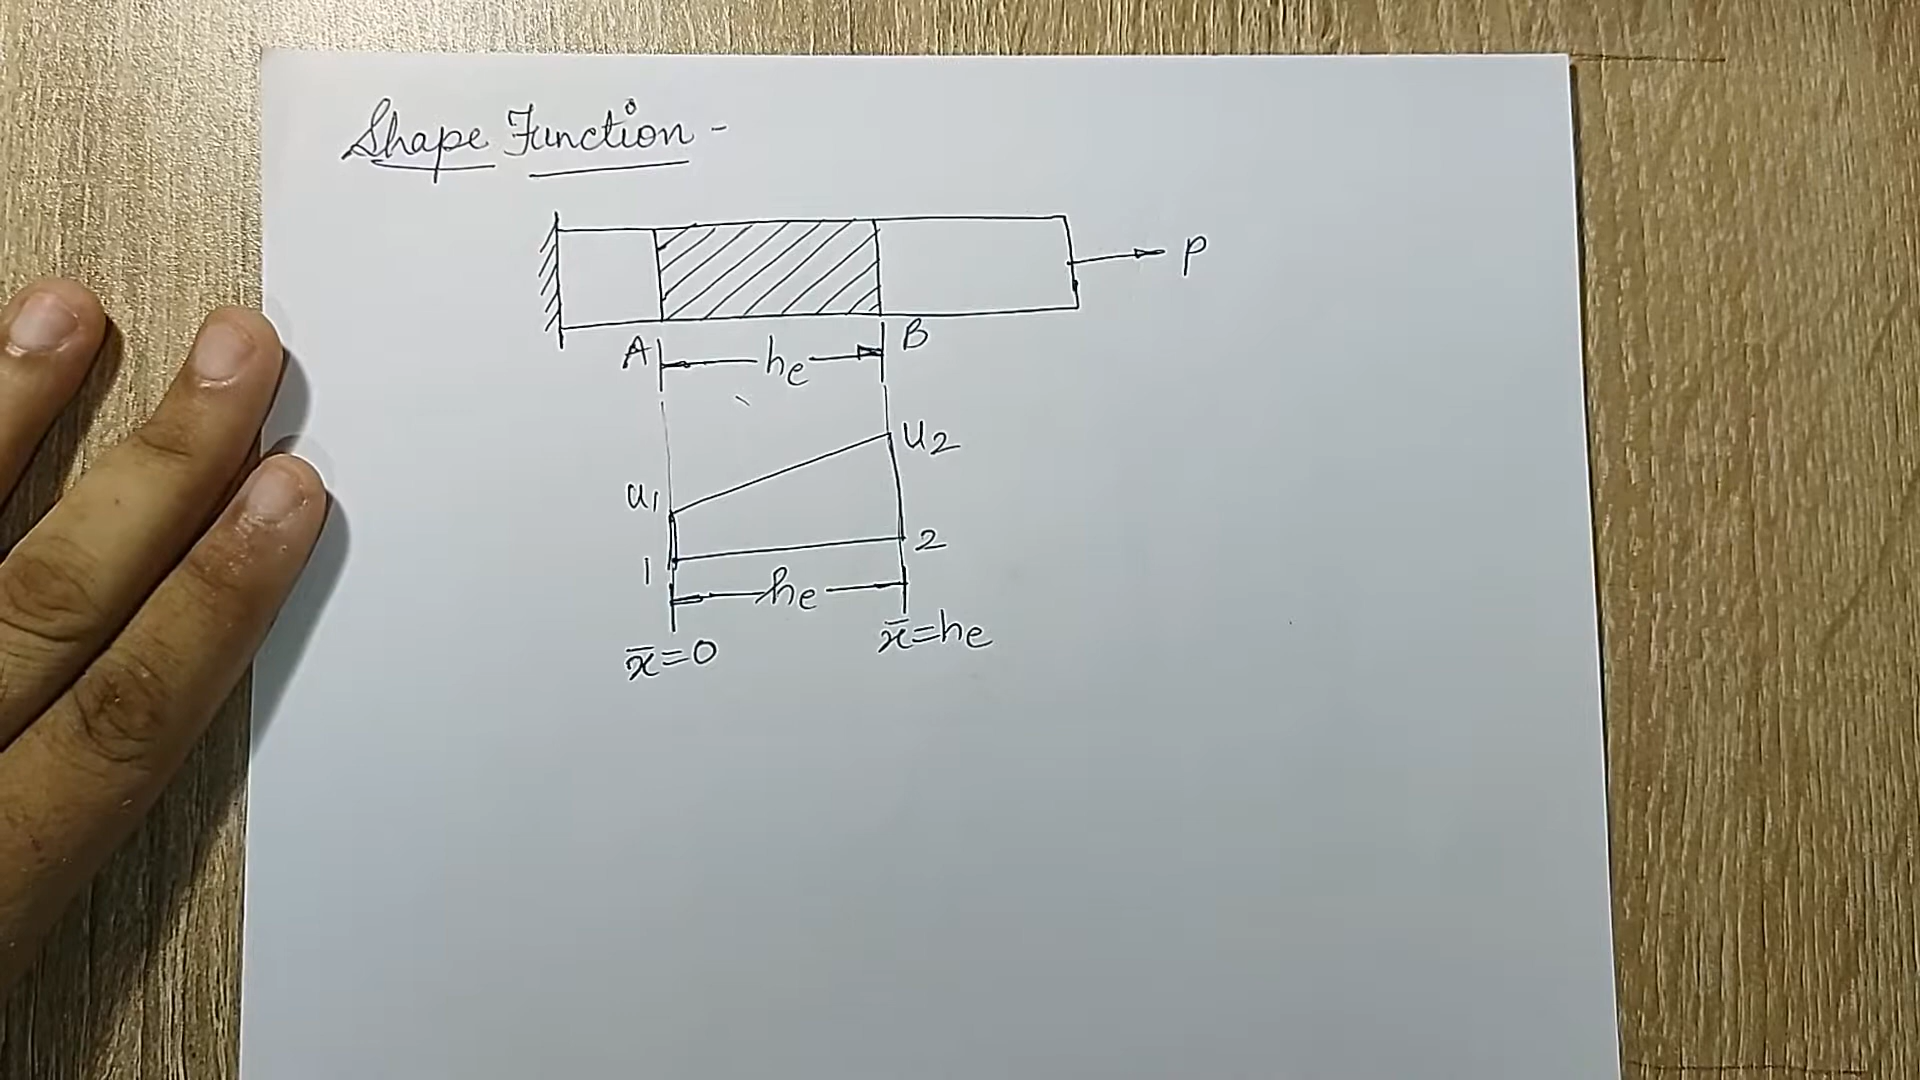 Shape Function -
P
A he B
u1 u2
1 2
he
x̄=0 x̄=he